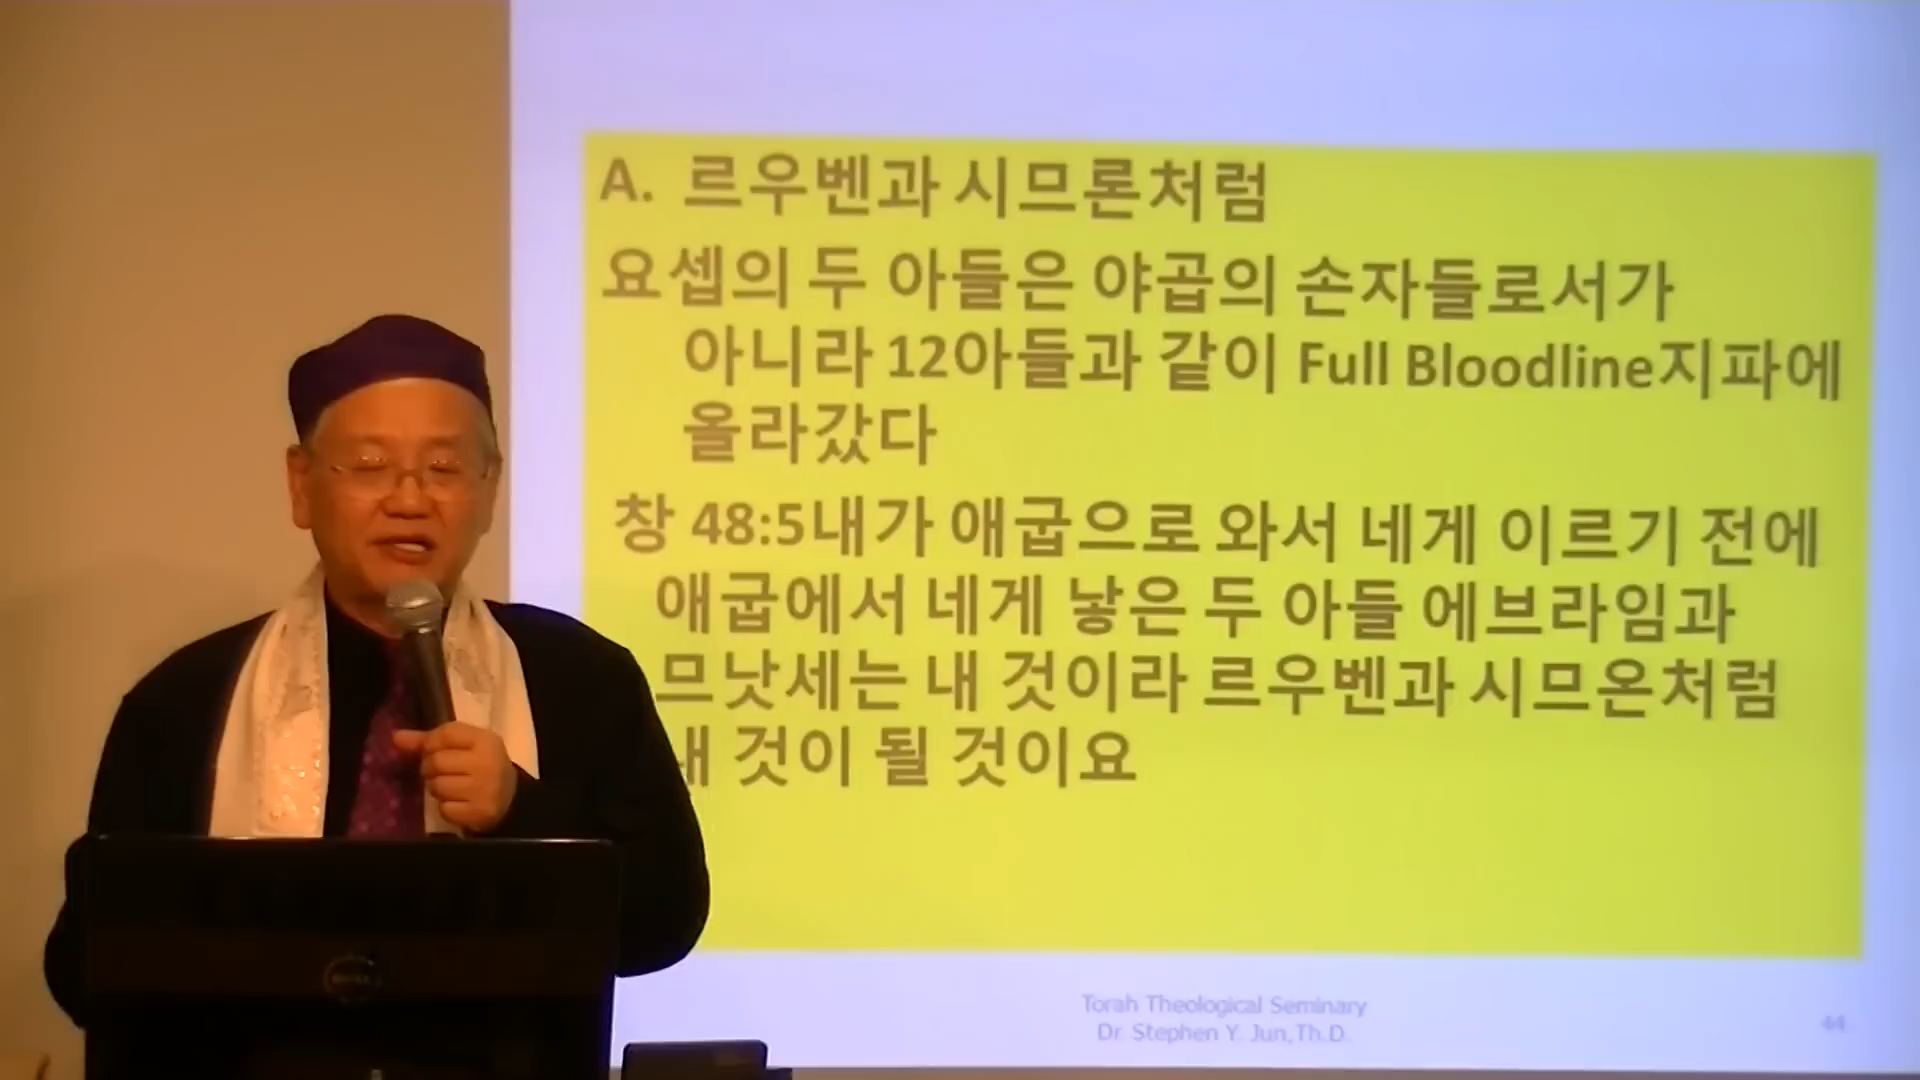 A. 르우벤과 시므론처럼
요셉의 두 아들은 야곱의 손자들로서가
아니라 12아들과 같이 Full Bloodline지파에
올라갔다
창 48:5내가 애굽으로 와서 네게 이르기 전에
애굽에서 네게 낳은 두 아들 에브라임과
므낫세는 내 것이라 르우벤과 시므온처럼
내 것이 될 것이요
Torah Theological Seminary
Dr. Stephen Y. Jun,Th.D.
44